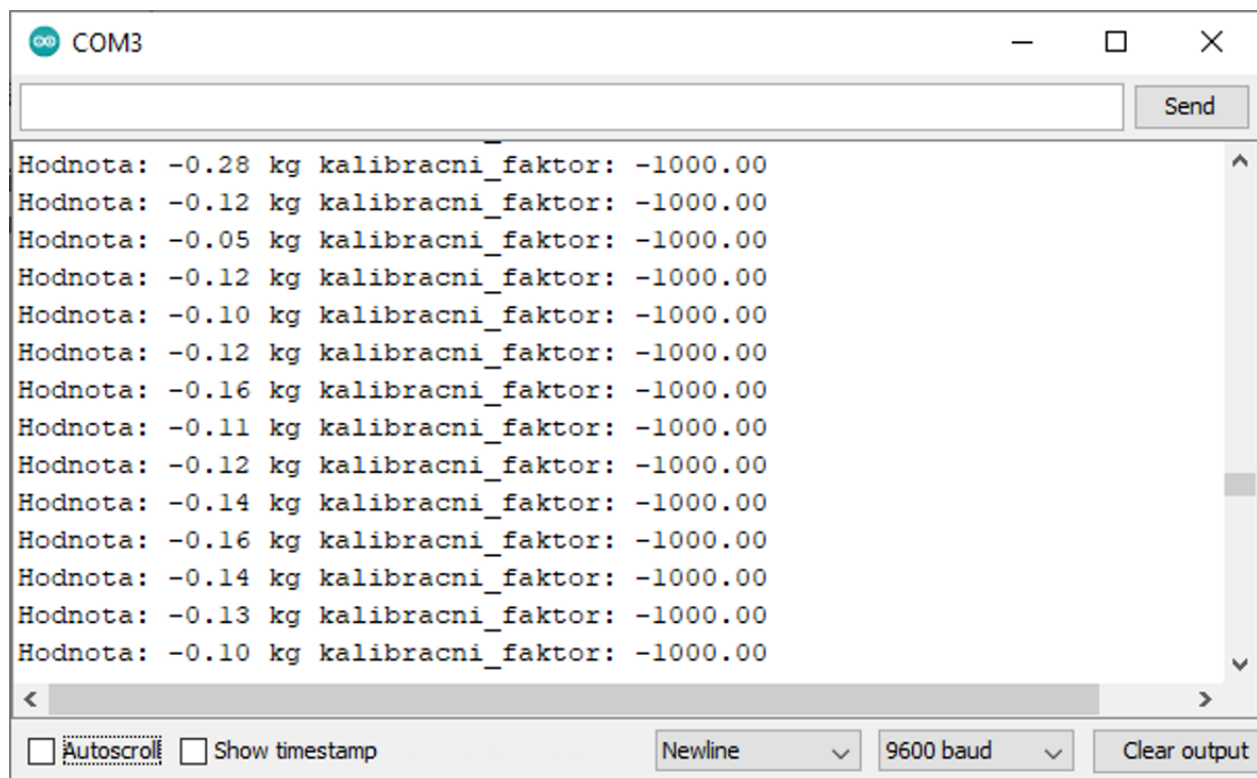 COM3
Send
Hodnota: -0.28 kg kalibracni_faktor: -1000.00
Hodnota: -0.12 kg kalibracni_faktor: -1000.00
Hodnota: -0.05 kg kalibracni_faktor: -1000.00
Hodnota: -0.12 kg kalibracni_faktor: -1000.00
Hodnota: -0.10 kg kalibracni_faktor: -1000.00
Hodnota: -0.12 kg kalibracni_faktor: -1000.00
Hodnota: -0.16 kg kalibracni_faktor: -1000.00
Hodnota: -0.11 kg kalibracni_faktor: -1000.00
Hodnota: -0.12 kg kalibracni_faktor: -1000.00
Hodnota: -0.14 kg kalibracni_faktor: -1000.00
Hodnota: -0.16 kg kalibracni_faktor: -1000.00
Hodnota: -0.14 kg kalibracni_faktor: -1000.00
Hodnota: -0.13 kg kalibracni_faktor: -1000.00
Hodnota: -0.10 kg kalibracni_faktor: -1000.00
Autoscroll Show timestamp Newline 9600 baud Clear output